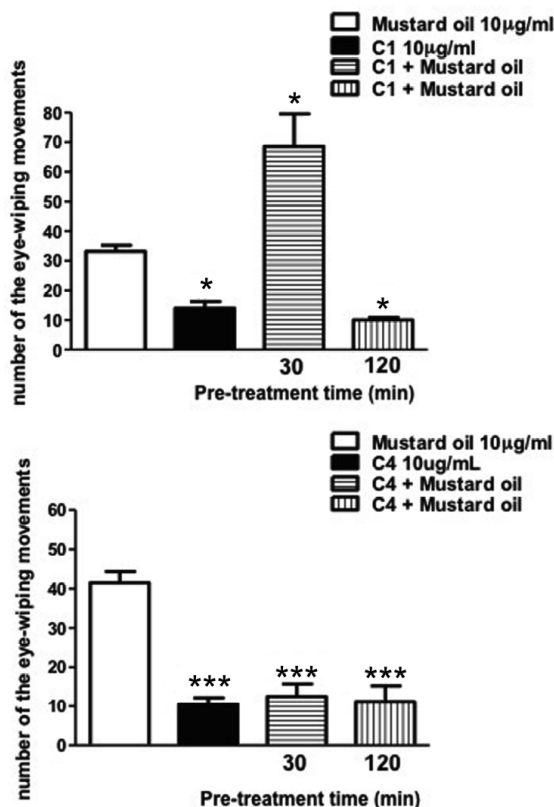 Mustard oil 10µg/ml
C1 10µg/ml
C1 + Mustard oil
C1 + Mustard oil
number of the eye-wiping movements
80
70
60
50
40
30
20
10
0
*
*
*
30 120
Pre-treatment time (min)
Mustard oil 10µg/ml
C4 10ug/mL
C4 + Mustard oil
C4 + Mustard oil
number of the eye-wiping movements
60
50
40
30
20
10
0
*** *** ***
30 120
Pre-treatment time (min)